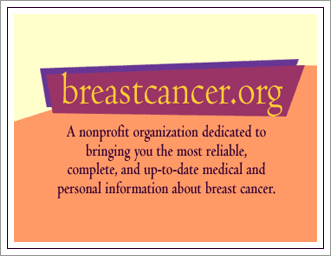 breastcancer.org
A nonprofit organization dedicated to
bringing you the most reliable,
complete, and up-to-date medical and
personal information about breast cancer.